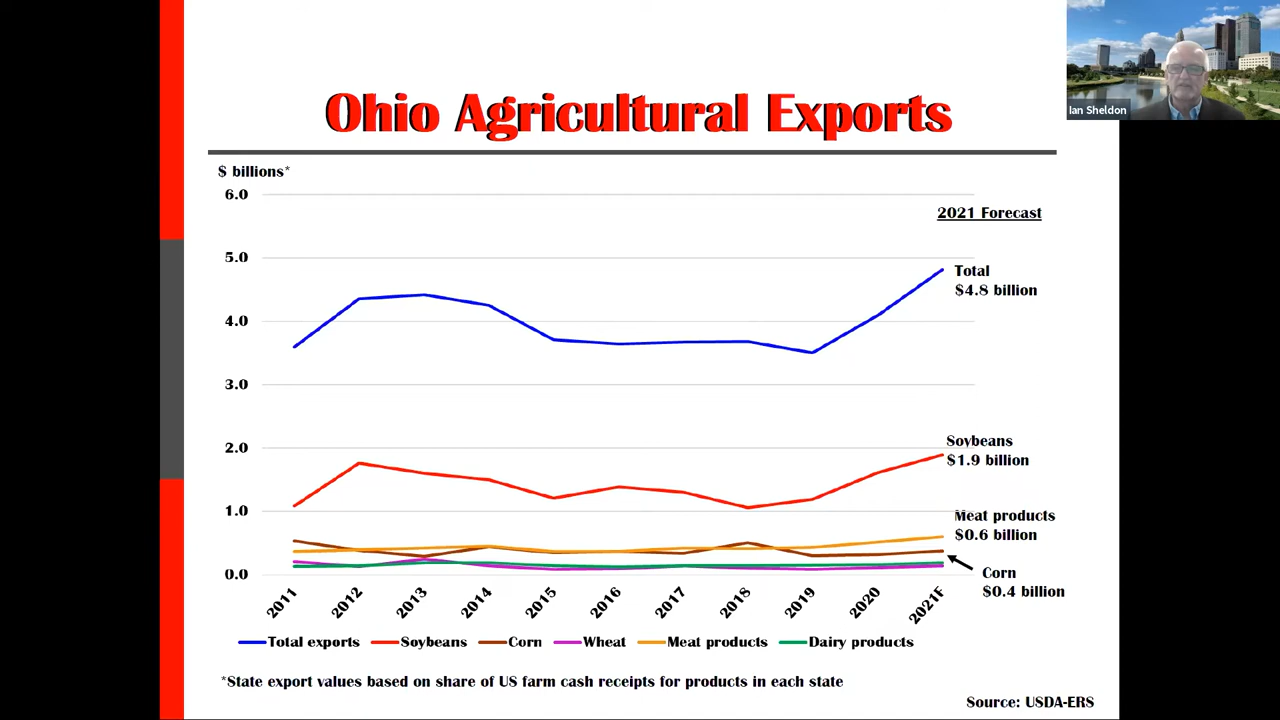 Ian Sheldon
Ohio Agricultural Exports
$ billions*
6.0
2021 Forecast
5.0
Total
$4.8 billion
4.0
3.0
2.0
Soybeans
$1.9 billion
1.0
Meat products
$0.6 billion
0.0
Corn
$0.4 billion
2011 2012 2013 2014 2015 2016 2017 2018 2019 2020 2021F
Total exports Soybeans Corn Wheat Meat products Dairy products
*State export values based on share of US farm cash receipts for products in each state
Source: USDA-ERS